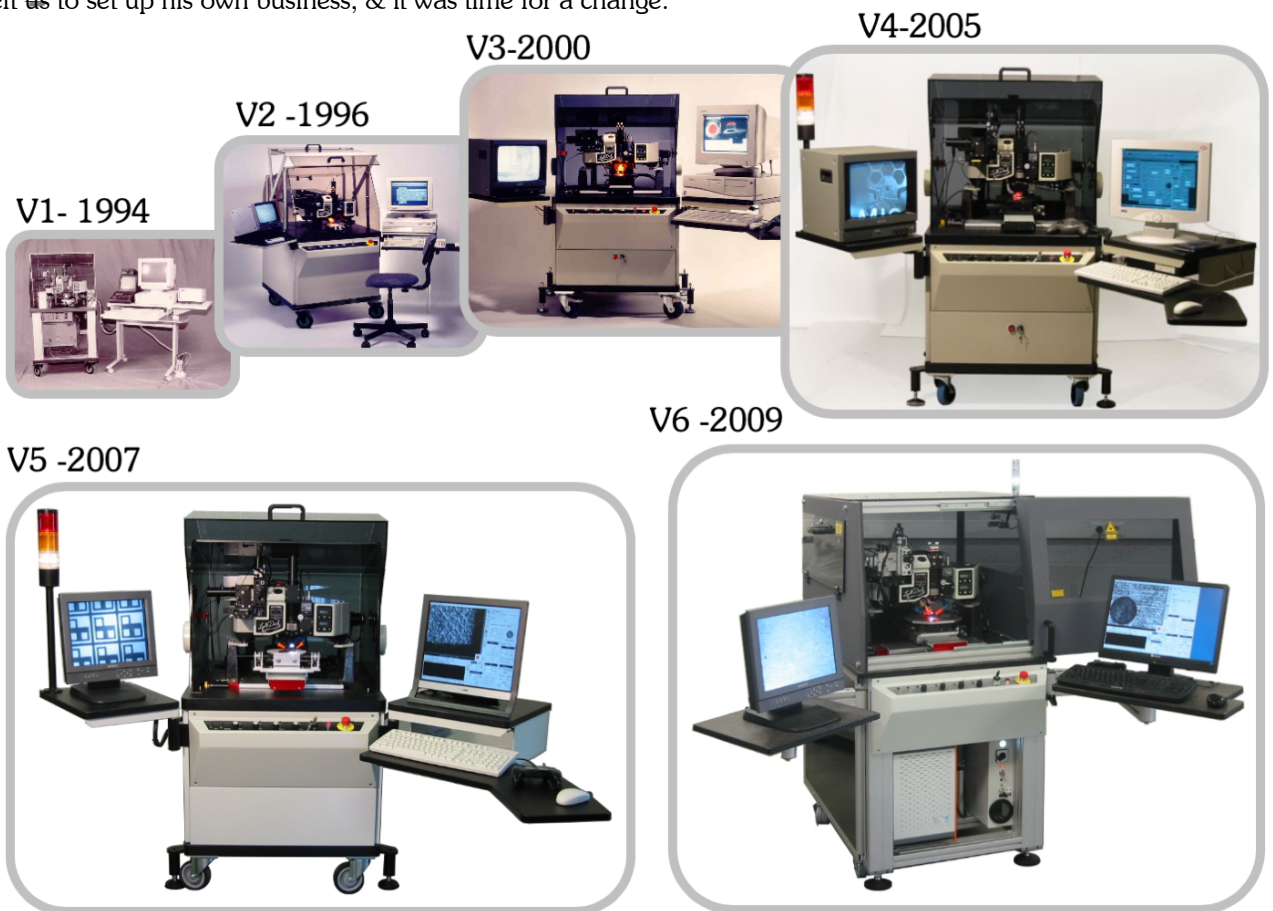 us to set up his own business, & it was time for a change.
V1- 1994
V2 -1996
V3-2000
V4-2005
V5 -2007
V6 -2009